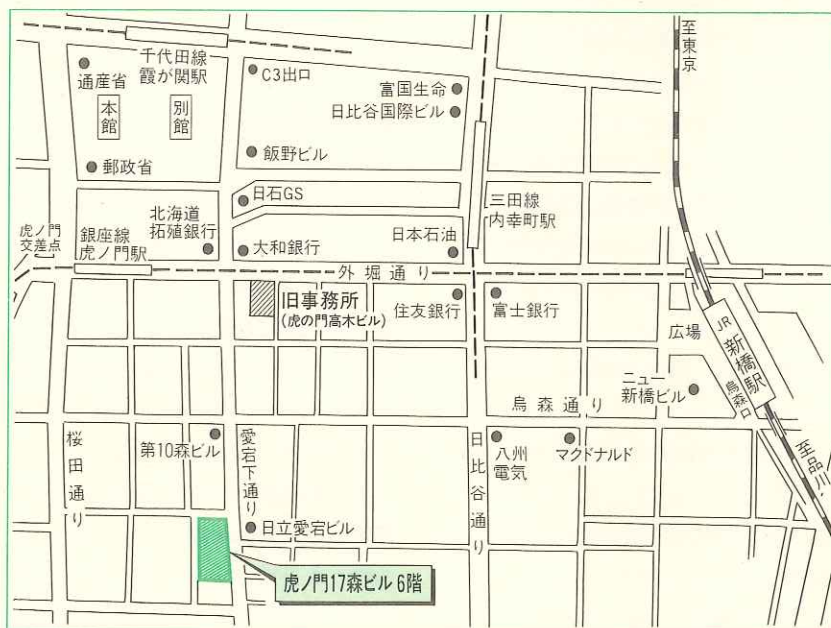 至東京
千代田線
霞が関駅
C3出口
通産省
本館
別館
富国生命
日比谷国際ビル
飯野ビル
郵政省
日石GS
三田線
内幸町駅
虎ノ門
交差点
銀座線
虎ノ門駅
北海道
拓殖銀行
大和銀行
日本石油
外堀通り
旧事務所
(虎の門高木ビル)
住友銀行
富士銀行
広場
JR
新橋駅
烏森口
ニュー
新橋ビル
烏森通り
桜田通り
第10森ビル
愛宕下通り
日比谷通り
八州
電気
マクドナルド
至品川
日立愛宕ビル
虎ノ門17森ビル 6階